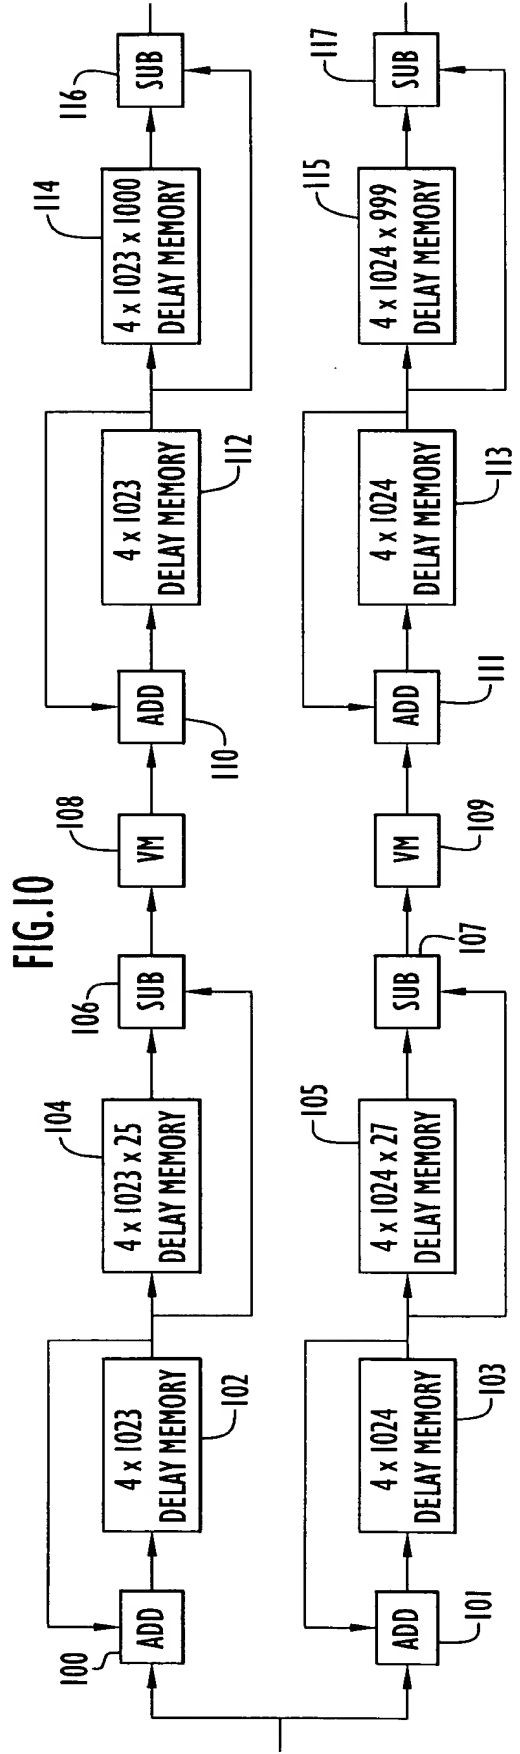 FIG.10
100
ADD
102
4 x 1023
DELAY MEMORY
104
4 x 1023 x 25
DELAY MEMORY
106
SUB
108
VM
110
ADD
112
4 x 1023
DELAY MEMORY
114
4 x 1023 x 1000
DELAY MEMORY
116
SUB
101
ADD
103
4 x 1024
DELAY MEMORY
105
4 x 1024 x 27
DELAY MEMORY
107
SUB
109
VM
111
ADD
113
4 x 1024
DELAY MEMORY
115
4 x 1024 x 999
DELAY MEMORY
117
SUB